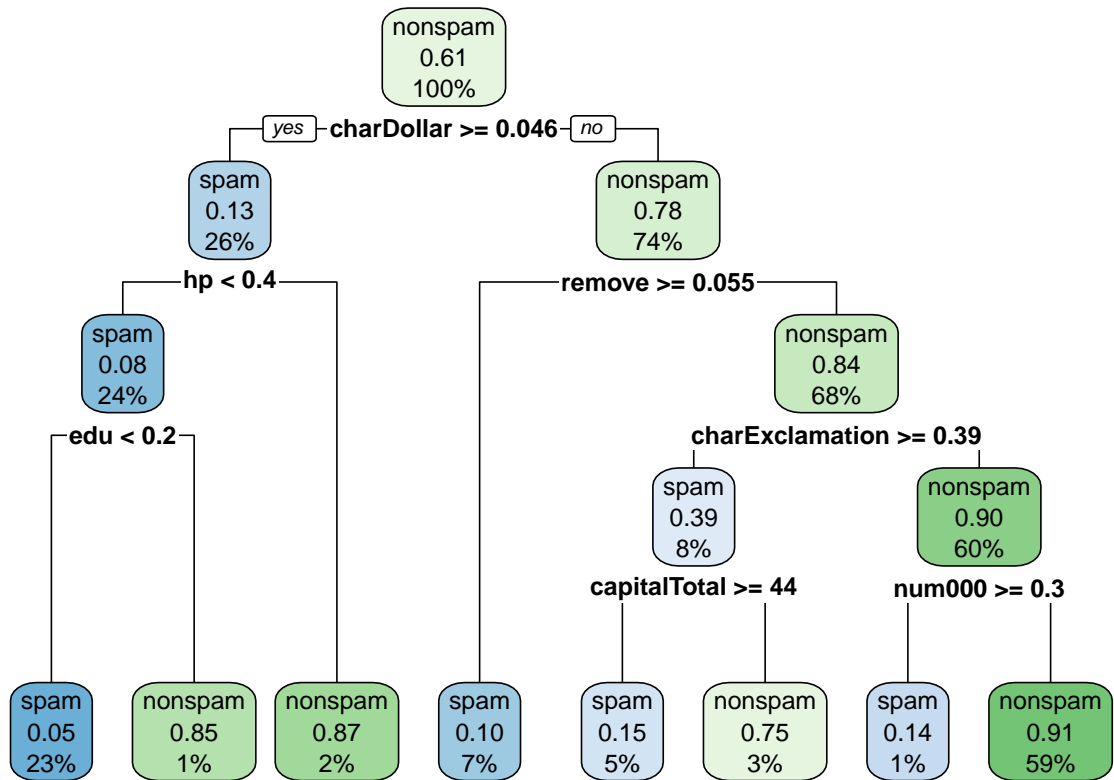 nonspam
0.61
100%
yes charDollar >= 0.046 no
spam
0.13
26%
nonspam
0.78
74%
hp < 0.4
remove >= 0.055
spam
0.08
24%
nonspam
0.84
68%
edu < 0.2
charExclamation >= 0.39
spam
0.39
8%
nonspam
0.90
60%
capitalTotal >= 44
num000 >= 0.3
spam
0.05
23%
nonspam
0.85
1%
nonspam
0.87
2%
spam
0.10
7%
spam
0.15
5%
nonspam
0.75
3%
spam
0.14
1%
nonspam
0.91
59%